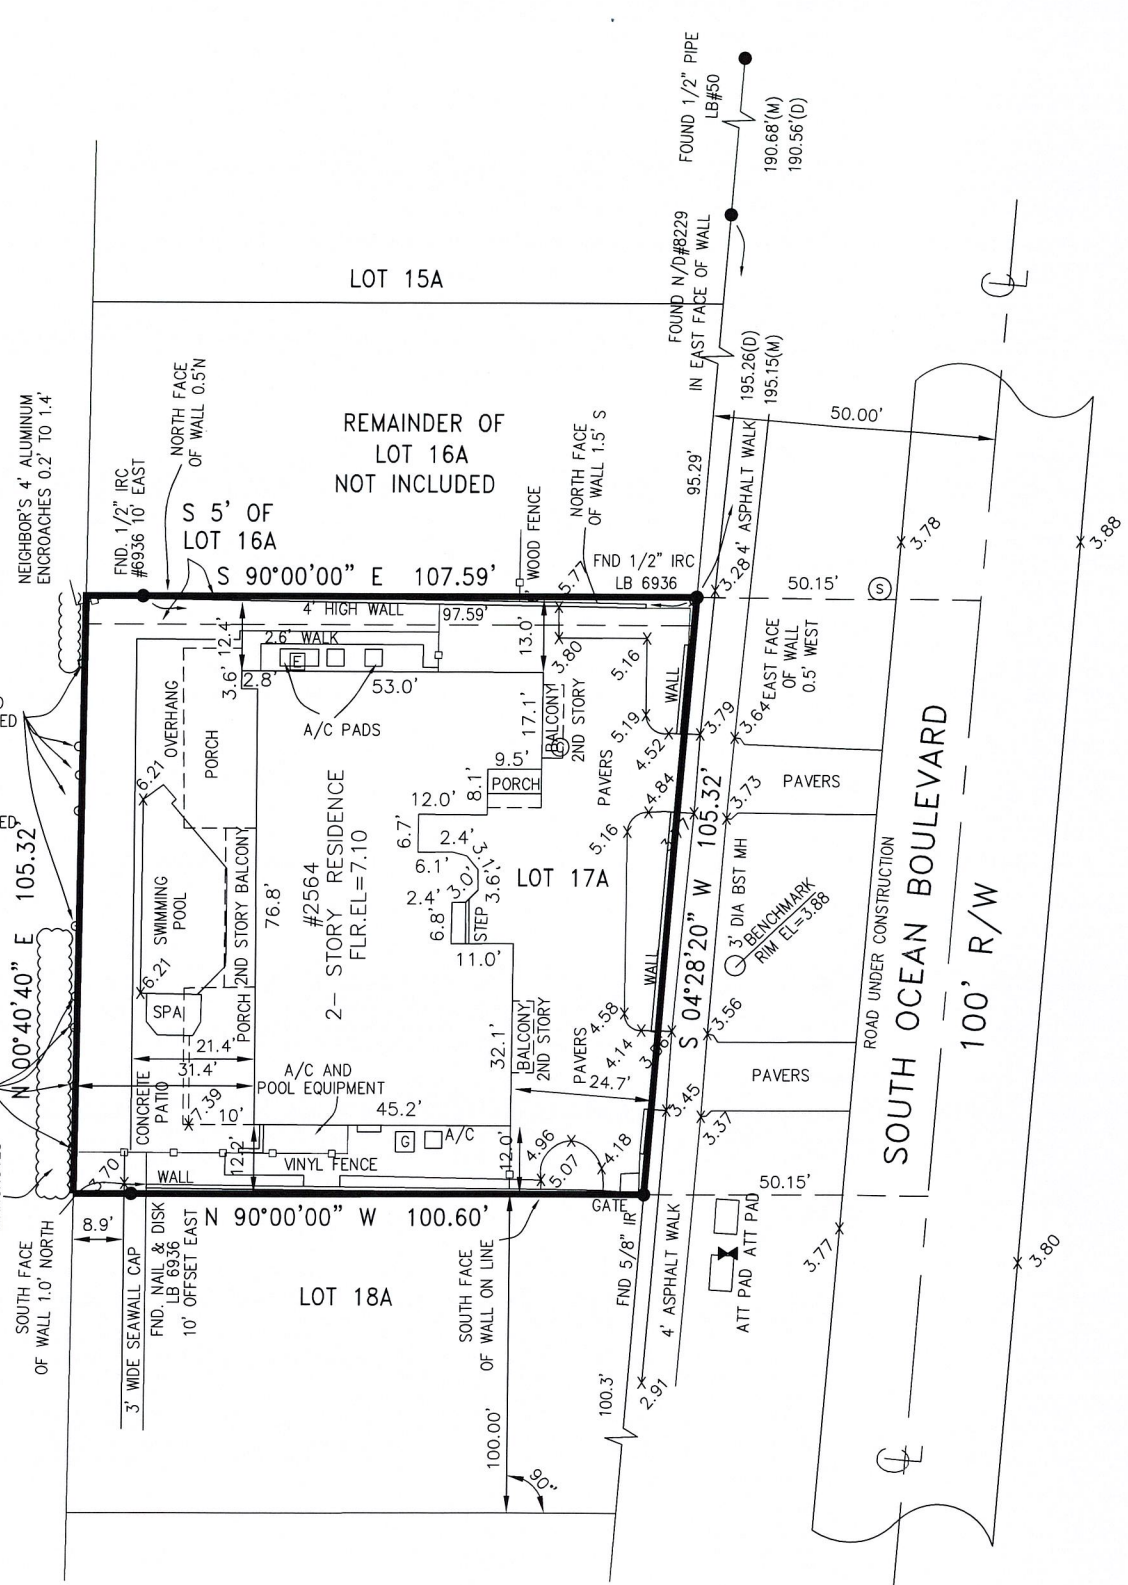 FOUND 1/2" PIPE
LB#50
190.68'(M)
190.56'(D)
FOUND N/D#8229
IN EAST FACE OF WALL
LOT 15A
195.26(D)
195.15(M)
50.00'
NEIGHBOR'S 4' ALUMINUM
ENCROACHES 0.2' TO 1.4'
FND. 1/2" IRC
#6936 10' EAST
NORTH FACE
OF WALL 0.5'N
REMAINDER OF
LOT 16A
NOT INCLUDED
S 5' OF
LOT 16A
WOOD FENCE
NORTH FACE
OF WALL 1.5' S
95.29'
4' ASPHALT WALK
3.28
FND 1/2" IRC
LB 6936
S 90°00'00" E 107.59'
5.77
50.15'
S
3.78
3.88
4' HIGH WALL
97.59'
12.4'
2.6' WALK
E
13.0'
3.80
5.16
WALL
EAST FACE
OF WALL
0.5' WEST
3.6'
2.8'
53.0'
A/C PADS
OVERHANG
PORCH
17.1'
BALCONY
2ND STORY
5.19
4.52
3.79
3.64
ED
6.21
9.5'
8.1'
PORCH
PAVERS
4.84
3.73
PAVERS
12.0'
6.7'
2.4'
3.1'
5.16
6.1'
3.0'
3.6'
2.4'
6.8'
STEP
11.0'
LOT 17A
#2564
2- STORY RESIDENCE
FLR.EL=7.10
76.8'
2ND STORY BALCONY
SWIMMING
POOL
6.21
SPA
PORCH
N 00°40'40" E 105.32'
S 04°28'20" W 105.32'
WALL
3' DIA BST MH
BENCHMARK
RIM EL=3.88
ROAD UNDER CONSTRUCTION
SOUTH OCEAN BOULEVARD
100' R/W
21.4'
31.4'
CONCRETE
PATIO
7.39
10'
A/C AND
POOL EQUIPMENT
45.2'
G
A/C
32.1'
BALCONY
2ND STORY
PAVERS
24.7'
4.58
4.14
3.56
3.45
3.37
PAVERS
12.2'
VINYL FENCE
12.0'
4.96
5.07
4.18
WALL
GATE
50.15'
N 90°00'00" W 100.60'
8.9'
SOUTH FACE
OF WALL 1.0' NORTH
3' WIDE SEAWALL CAP
FND. NAIL & DISK
LB 6936
10' OFFSET EAST
LOT 18A
SOUTH FACE
OF WALL ON LINE
FND 5/8" IR
4' ASPHALT WALK
ATT PAD
ATT PAD
3.77
3.80
2.91
100.3'
100.00'
90°